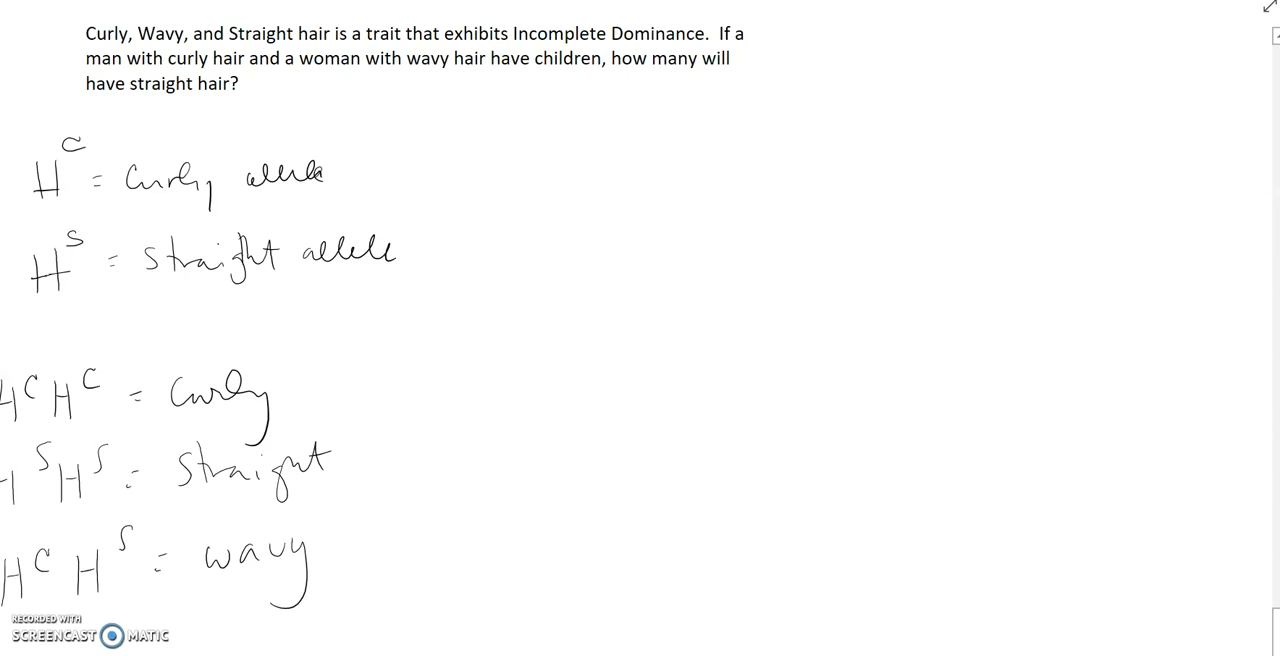 Curly, Wavy, and Straight hair is a trait that exhibits Incomplete Dominance. If a
man with curly hair and a woman with wavy hair have children, how many will
have straight hair?
H^C = Curly allele
H^S = Straight allele
H^C H^C = Curly
H^S H^S = Straight
H^C H^S = wavy
RECORDED WITH
SCREENCAST MATIC